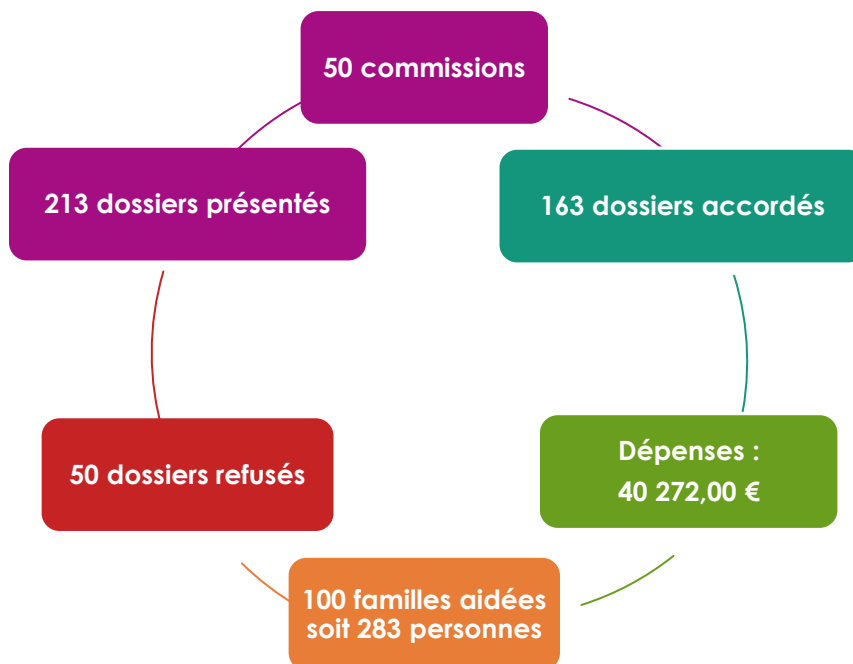 50 commissions
213 dossiers présentés
163 dossiers accordés
50 dossiers refusés
Dépenses :
40 272,00 €
100 familles aidées
soit 283 personnes